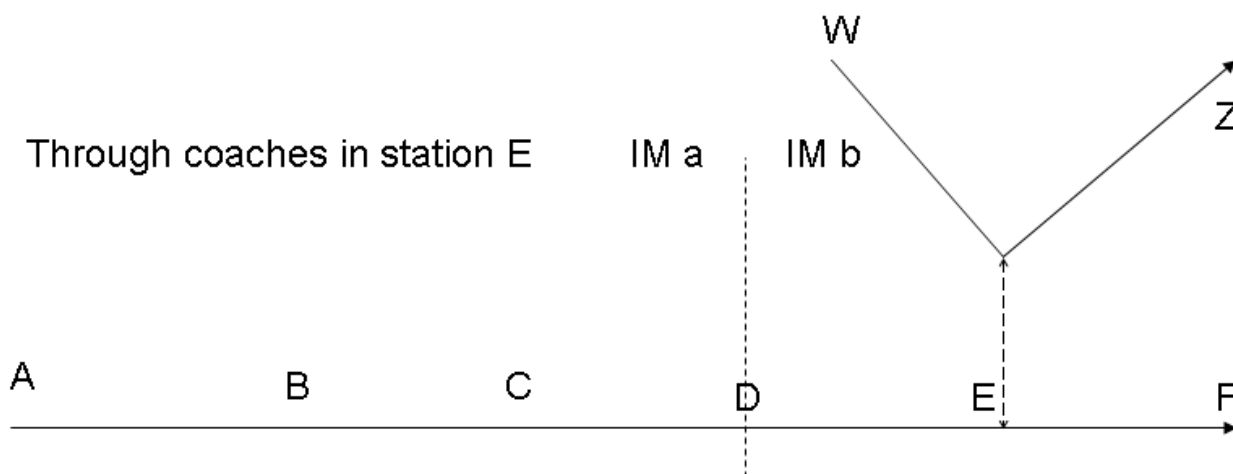 W
Z
Through coaches in station E IM a IM b
A B C D E F